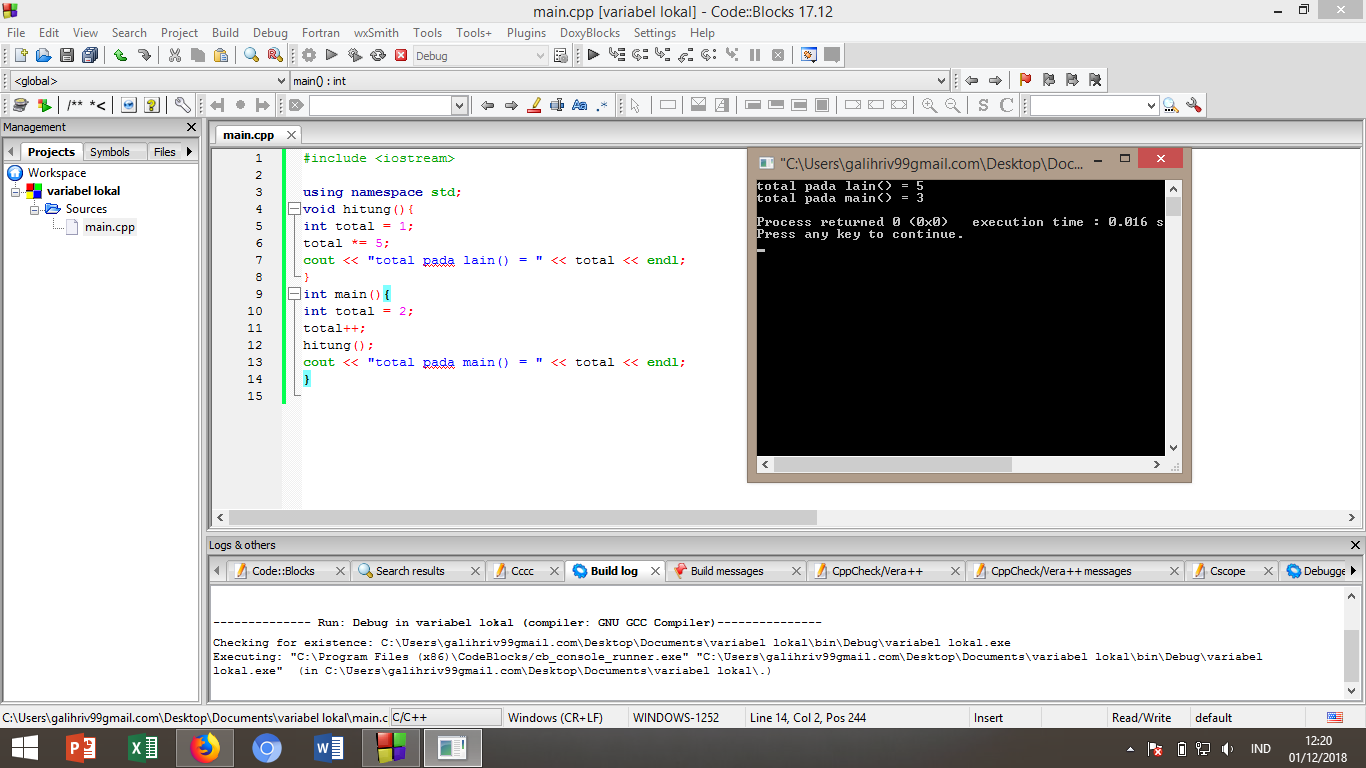 main.cpp [variabel lokal] - Code::Blocks 17.12
File Edit View Search Project Build Debug Fortran wxSmith Tools Tools+ Plugins DoxyBlocks Settings Help
Debug
<global> main() : int
/** *< Aa .* S C
Management
Projects Symbols Files
Workspace
variabel lokal
Sources
main.cpp
main.cpp
1 #include <iostream>
2
3 using namespace std;
4 void hitung(){
5 int total = 1;
6 total *= 5;
7 cout << "total pada lain() = " << total << endl;
8 }
9 int main(){
10 int total = 2;
11 total++;
12 hitung();
13 cout << "total pada main() = " << total << endl;
14 }
15
"C:\Users\galihriv99gmail.com\Desktop\Doc...
total pada lain() = 5
total pada main() = 3
Process returned 0 (0x0) execution time : 0.016 s
Press any key to continue.
Logs & others
Code::Blocks Search results Cccc Build log Build messages CppCheck/Vera++ CppCheck/Vera++ messages Cscope Debugge
-------------- Run: Debug in variabel lokal (compiler: GNU GCC Compiler)---------------
Checking for existence: C:\Users\galihriv99gmail.com\Desktop\Documents\variabel lokal\bin\Debug\variabel lokal.exe
Executing: "C:\Program Files (x86)\CodeBlocks/cb_console_runner.exe" "C:\Users\galihriv99gmail.com\Desktop\Documents\variabel lokal\bin\Debug\variabel
lokal.exe" (in C:\Users\galihriv99gmail.com\Desktop\Documents\variabel lokal\.)
C:\Users\galihriv99gmail.com\Desktop\Documents\variabel lokal\main.c C/C++ Windows (CR+LF) WINDOWS-1252 Line 14, Col 2, Pos 244 Insert Read/Write default
IND
12:20
01/12/2018